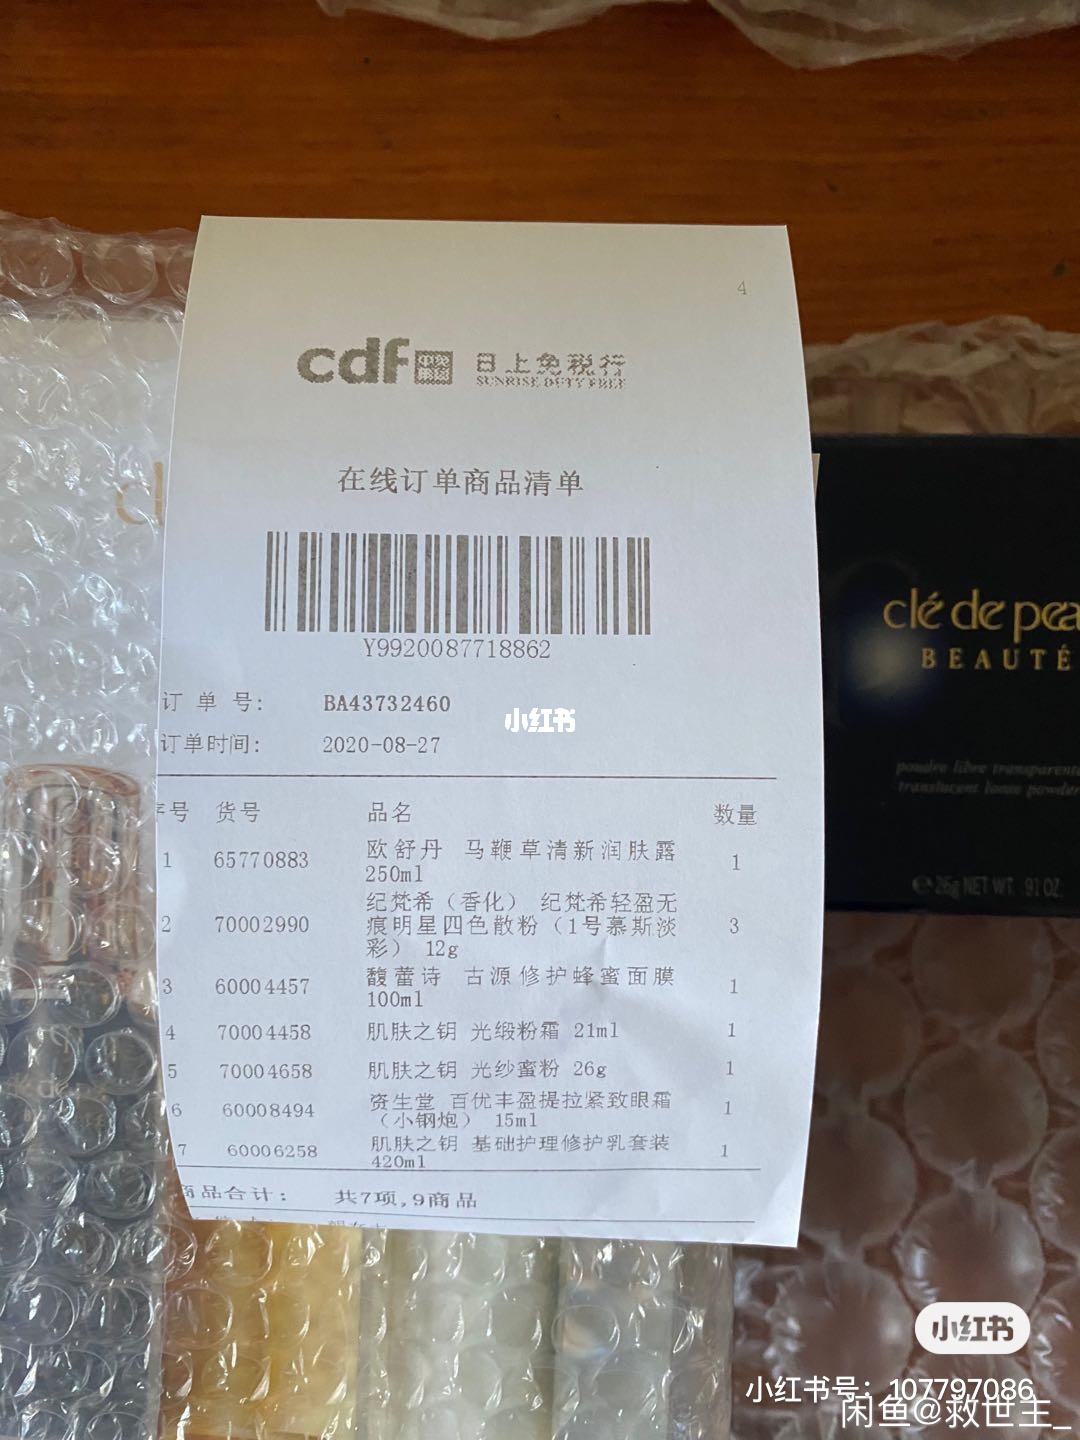 4
cdf 中免集团 日上免税行
SUNRISE DUTY FREE
在线订单商品清单
Y9920087718862
订 单 号: BA43732460
订单时间: 2020-08-27
序号 货号 品名 数量
1 65770883 欧舒丹 马鞭草清新润肤露 250ml 1
2 70002990 纪梵希（香化） 纪梵希轻盈无痕明星四色散粉（1号慕斯淡彩） 12g 3
3 60004457 馥蕾诗 古源修护蜂蜜面膜 100ml 1
4 70004458 肌肤之钥 光缎粉霜 21ml 1
5 70004658 肌肤之钥 光纱蜜粉 26g 1
6 60008494 资生堂 百优丰盈提拉紧致眼霜（小钢炮） 15ml 1
7 60006258 肌肤之钥 基础护理修护乳套装 420ml 1
商品合计: 共7项,9商品
clé de pea
BEAUTÉ
poudre libre transparente
translucent loose powder
℮ 26g NET WT. .91 OZ.
小红书
小红书
小红书号: 107797086
闲鱼@救世主_